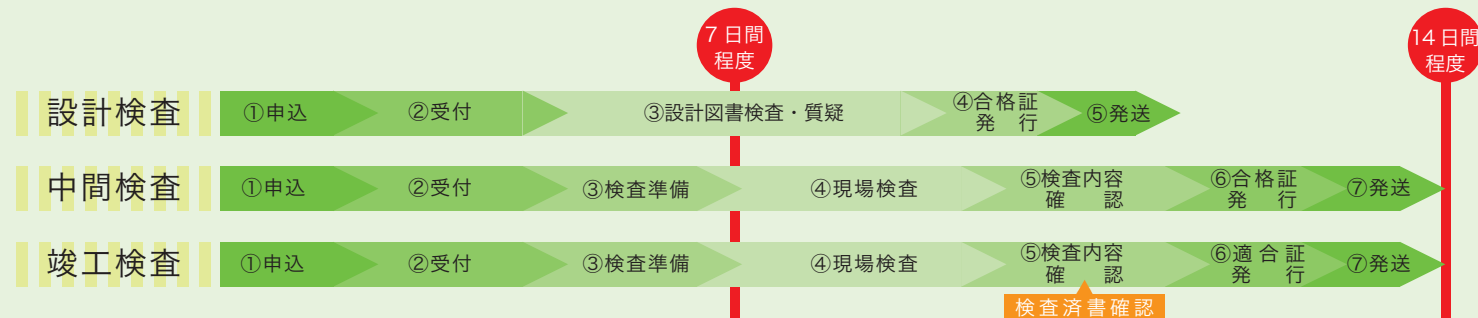 7日間
程度
14日間
程度
設計検査 ①申込 ②受付 ③設計図書検査・質疑 ④合格証 発行 ⑤発送
中間検査 ①申込 ②受付 ③検査準備 ④現場検査 ⑤検査内容 確認 ⑥合格証 発行 ⑦発送
竣工検査 ①申込 ②受付 ③検査準備 ④現場検査 ⑤検査内容 確認 ⑥適合証 発行 ⑦発送
検査済書確認